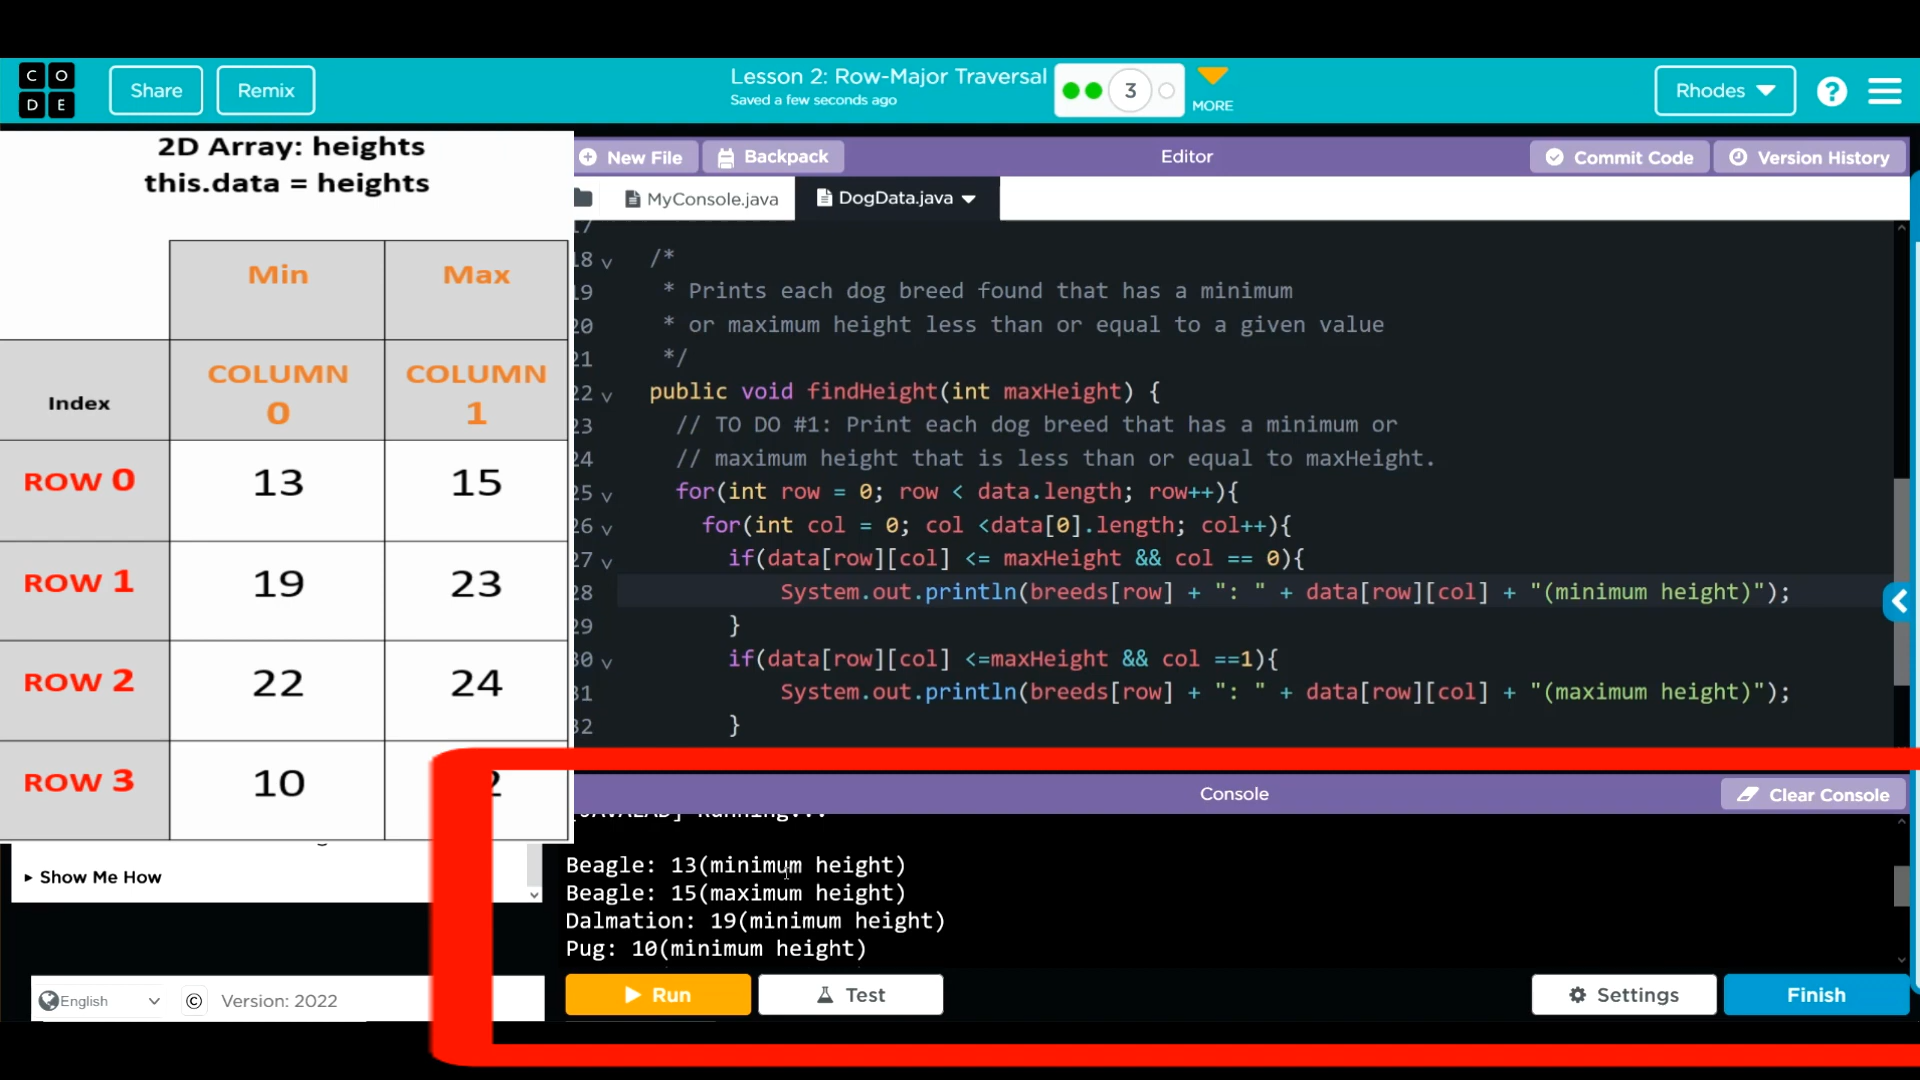 C O D E
Share
Remix
Lesson 2: Row-Major Traversal
Saved a few seconds ago
3
MORE
Rhodes
?
2D Array: heights
this.data = heights
Min Max
Index COLUMN 0 COLUMN 1
ROW 0 13 15
ROW 1 19 23
ROW 2 22 24
ROW 3 10
Show Me How
English
© Version: 2022
New File
Backpack
Editor
Commit Code
Version History
MyConsole.java
DogData.java
/*
* Prints each dog breed found that has a minimum
* or maximum height less than or equal to a given value
*/
public void findHeight(int maxHeight) {
// TO DO #1: Print each dog breed that has a minimum or
// maximum height that is less than or equal to maxHeight.
for(int row = 0; row < data.length; row++){
for(int col = 0; col <data[0].length; col++){
if(data[row][col] <= maxHeight && col == 0){
System.out.println(breeds[row] + ": " + data[row][col] + "(minimum height)");
}
if(data[row][col] <=maxHeight && col ==1){
System.out.println(breeds[row] + ": " + data[row][col] + "(maximum height)");
}
Console
Clear Console
Beagle: 13(minimum height)
Beagle: 15(maximum height)
Dalmation: 19(minimum height)
Pug: 10(minimum height)
Run
Test
Settings
Finish